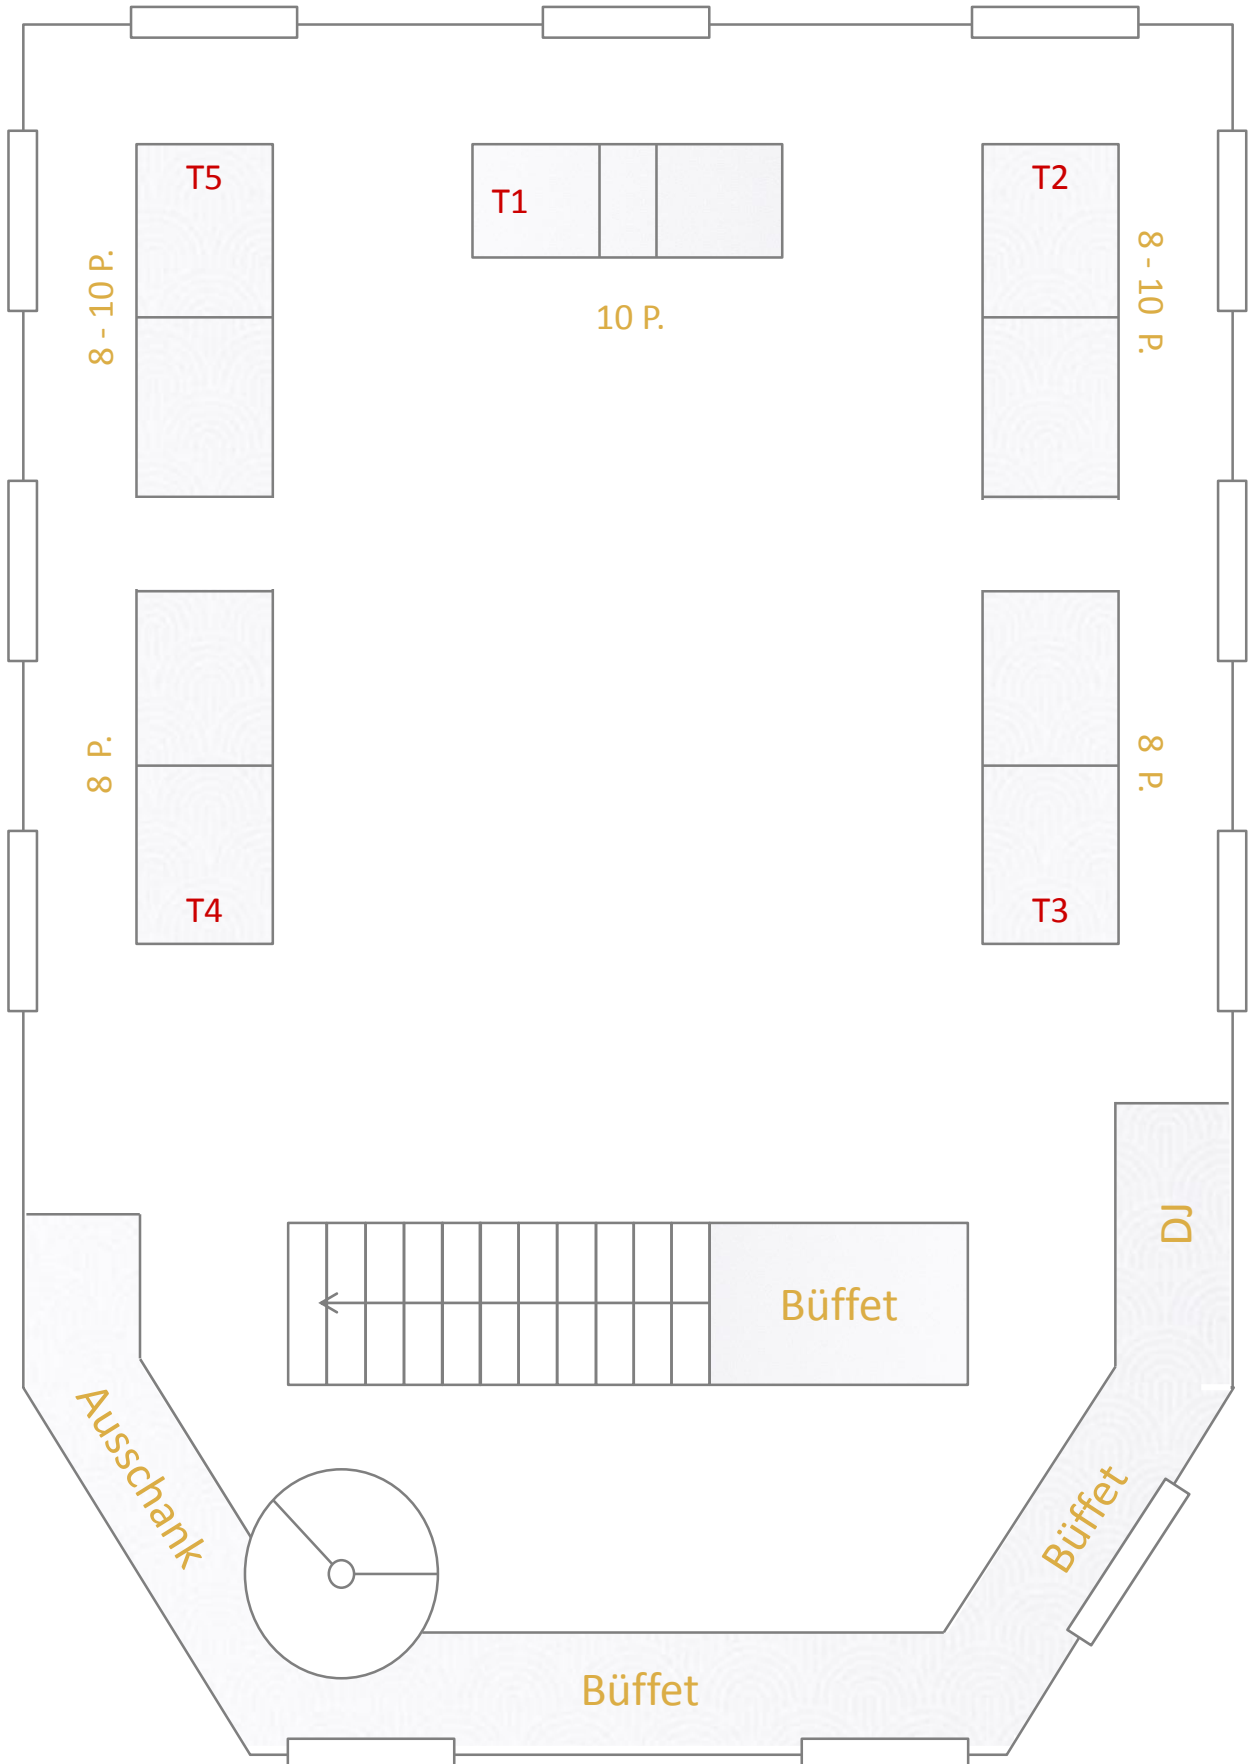 T5
T1
T2
8 - 10 P.
10 P.
8 - 10 P.
8 P.
8 P.
T4
T3
DJ
Büffet
Ausschank
Büffet
Büffet